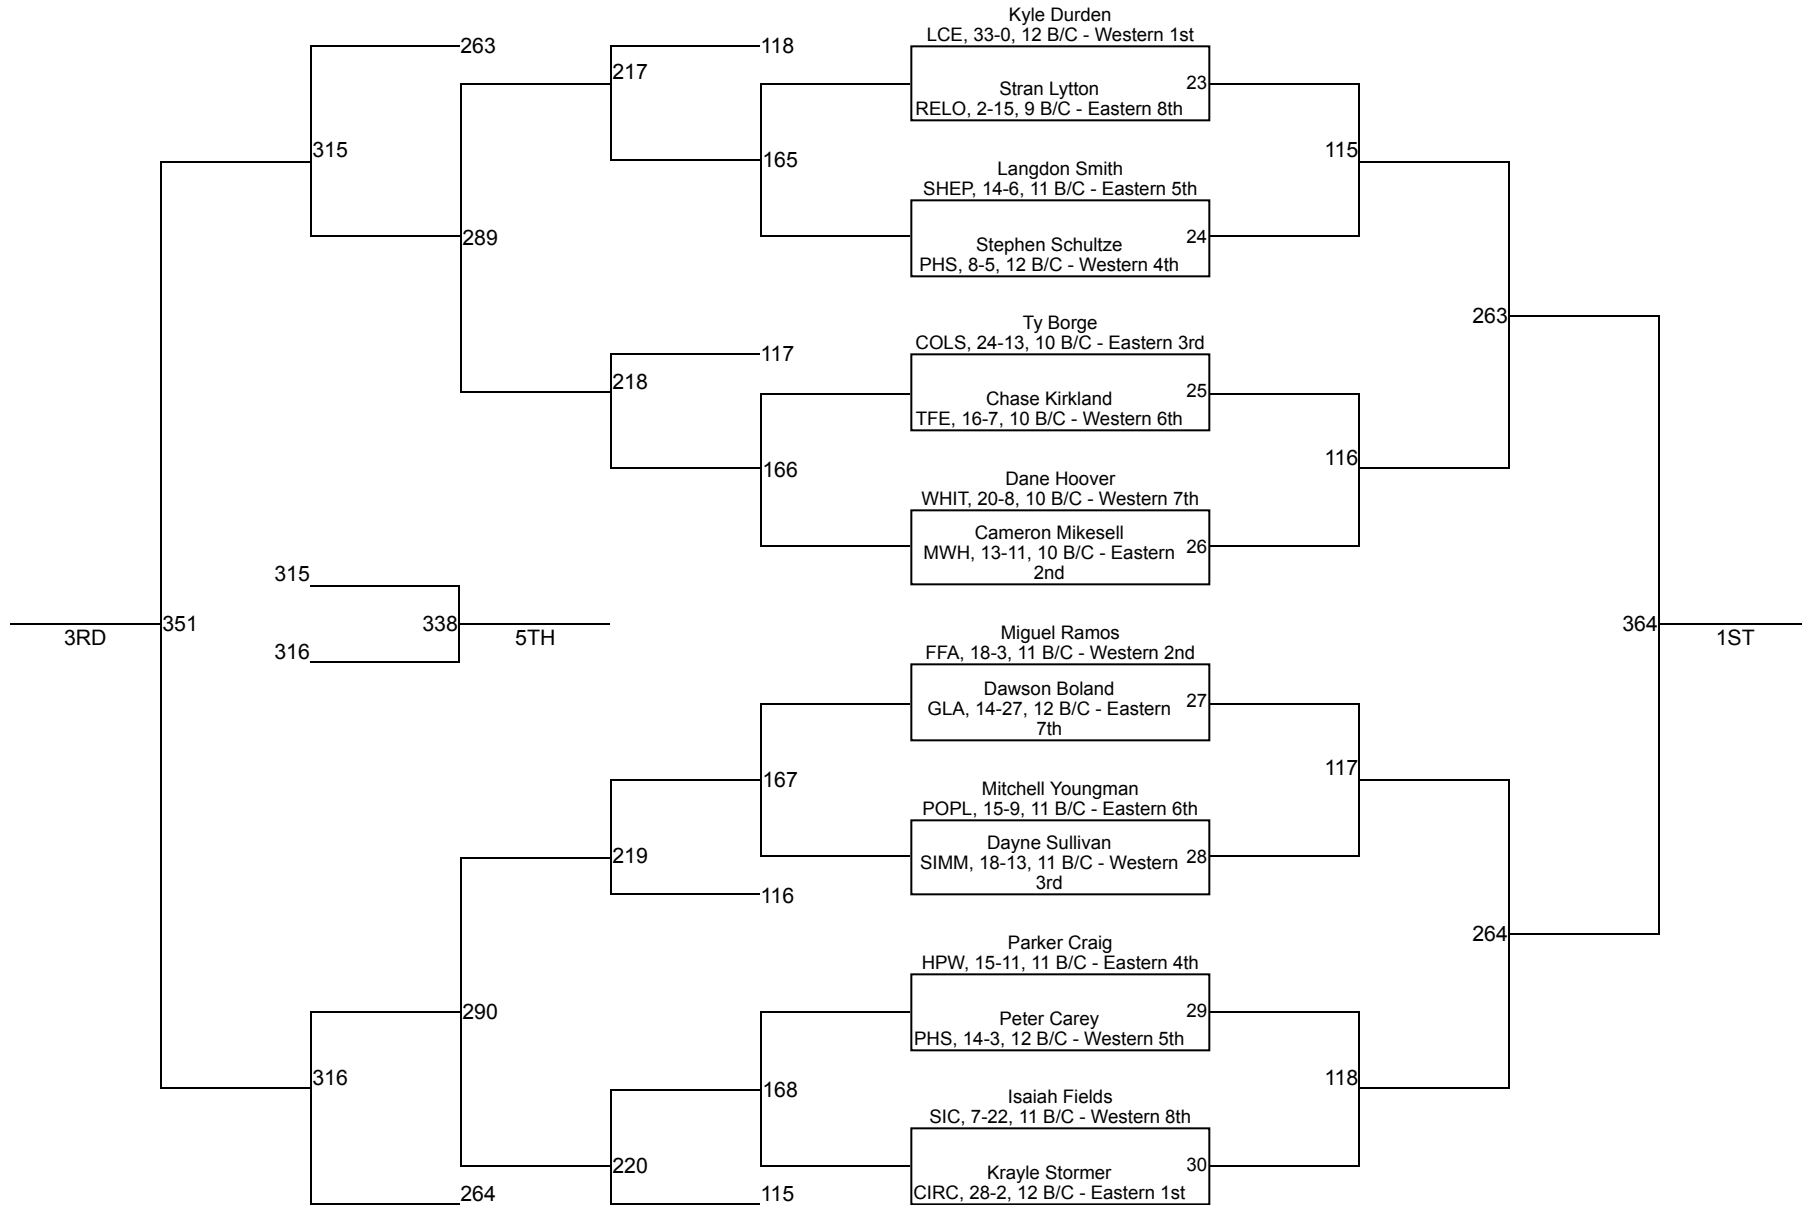 Kyle Durden
LCE, 33-0, 12 B/C - Western 1st
263
118
217
23
Stran Lytton
RELO, 2-15, 9 B/C - Eastern 8th
315
165
115
Langdon Smith
SHEP, 14-6, 11 B/C - Eastern 5th
289
24
Stephen Schultze
PHS, 8-5, 12 B/C - Western 4th
263
Ty Borge
COLS, 24-13, 10 B/C - Eastern 3rd
117
218
25
Chase Kirkland
TFE, 16-7, 10 B/C - Western 6th
166
116
Dane Hoover
WHIT, 20-8, 10 B/C - Western 7th
Cameron Mikesell
MWH, 13-11, 10 B/C - Eastern
2nd
26
315
3RD
351
338
5TH
316
364
1ST
Miguel Ramos
FFA, 18-3, 11 B/C - Western 2nd
Dawson Boland
GLA, 14-27, 12 B/C - Eastern
7th
27
167
117
Mitchell Youngman
POPL, 15-9, 11 B/C - Eastern 6th
219
Dayne Sullivan
SIMM, 18-13, 11 B/C - Western
3rd
28
116
264
Parker Craig
HPW, 15-11, 11 B/C - Eastern 4th
290
29
Peter Carey
PHS, 14-3, 12 B/C - Western 5th
316
168
118
Isaiah Fields
SIC, 7-22, 11 B/C - Western 8th
220
30
Krayle Stormer
CIRC, 28-2, 12 B/C - Eastern 1st
264
115